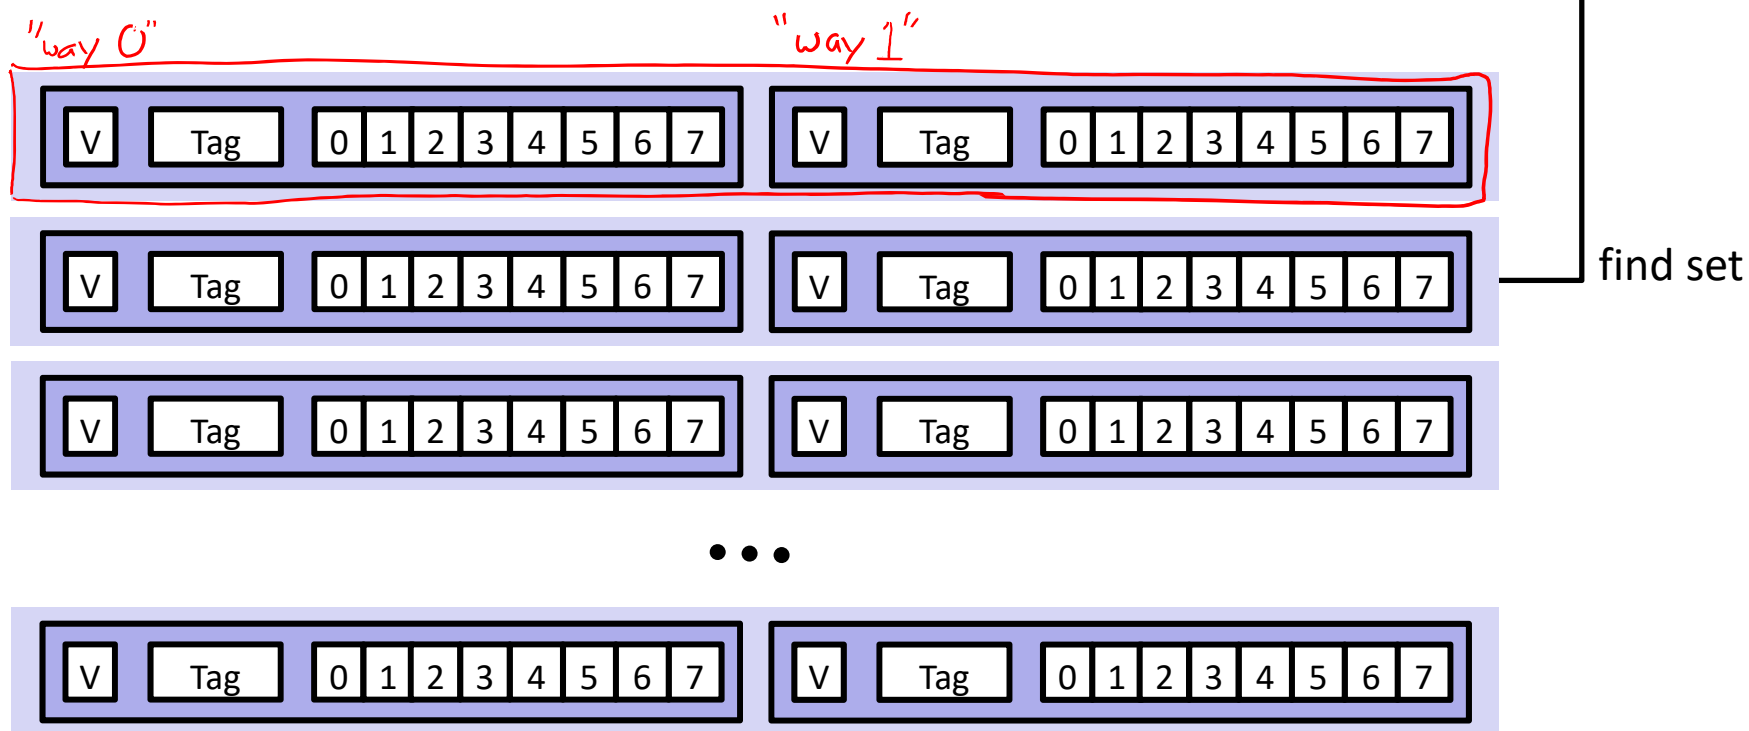 "way 0" "way 1"
V Tag 0 1 2 3 4 5 6 7 V Tag 0 1 2 3 4 5 6 7
V Tag 0 1 2 3 4 5 6 7 V Tag 0 1 2 3 4 5 6 7 find set
V Tag 0 1 2 3 4 5 6 7 V Tag 0 1 2 3 4 5 6 7
•••
V Tag 0 1 2 3 4 5 6 7 V Tag 0 1 2 3 4 5 6 7